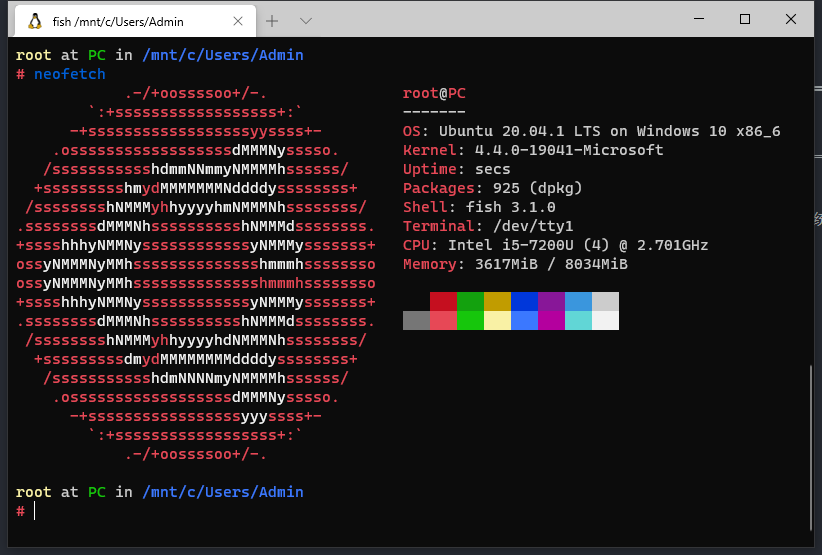 fish /mnt/c/Users/Admin
root at PC in /mnt/c/Users/Admin
# neofetch
.-/+oossssoo+/-.
`:+ssssssssssssssssss+:`
-+ssssssssssssssssssyyssss+-
.ossssssssssssssssssdMMMNysssso.
/ssssssssssshdmmNNmmyNMMMMhssssss/
+ssssssssshmydMMMMMMMNddddyssssssss+
/sssssssshNMMMyhhyyyyhmNMMMNhssssssss/
.ssssssssdMMMNhsssssssssshNMMMdssssssss.
+sssshhhyNMMNyssssssssssssyNMMMysssssss+
ossyNMMMNyMMhsssssssssssssshmmmhssssssso
ossyNMMMNyMMhsssssssssssssshmmmhssssssso
+sssshhhyNMMNyssssssssssssyNMMMysssssss+
.ssssssssdMMMNhsssssssssshNMMMdssssssss.
/sssssssshNMMMyhhyyyyhdNMMMNhssssssss/
+sssssssssdmydMMMMMMMMddddyssssssss+
/ssssssssssshdmNNNNmyNMMMMhssssss/
.ossssssssssssssssssdMMMNysssso.
-+sssssssssssssssssyyyssss+-
`:+ssssssssssssssssss+:`
.-/+oossssoo+/-.
root@PC
-------
OS: Ubuntu 20.04.1 LTS on Windows 10 x86_6
Kernel: 4.4.0-19041-Microsoft
Uptime: secs
Packages: 925 (dpkg)
Shell: fish 3.1.0
Terminal: /dev/tty1
CPU: Intel i5-7200U (4) @ 2.701GHz
Memory: 3617MiB / 8034MiB
root at PC in /mnt/c/Users/Admin
#